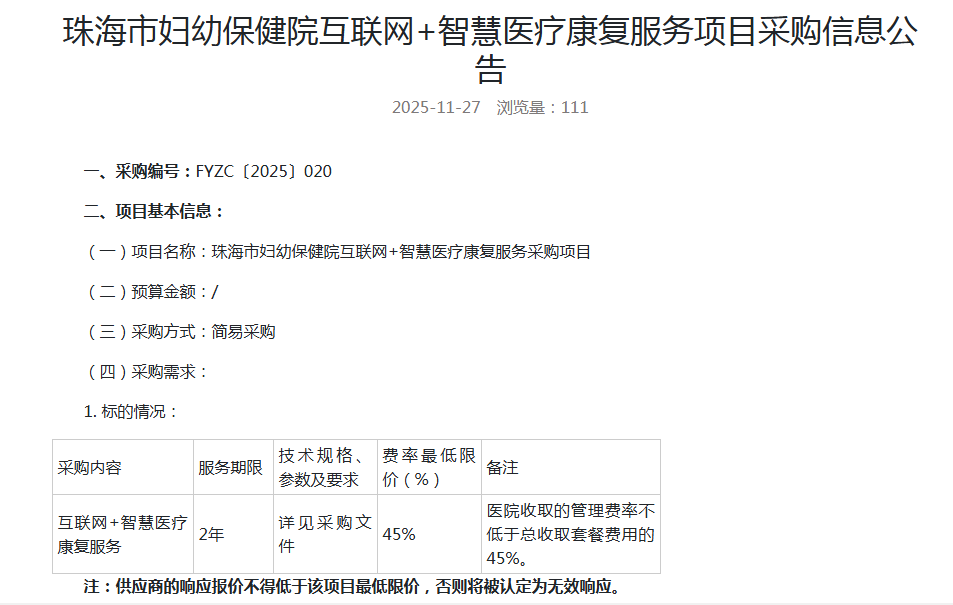 珠海市妇幼保健院互联网+智慧医疗康复服务项目采购信息公
告
2025-11-27 浏览量：111
一、采购编号：FYZC〔2025〕020
二、项目基本信息：
（一）项目名称：珠海市妇幼保健院互联网+智慧医疗康复服务采购项目
（二）预算金额：/
（三）采购方式：简易采购
（四）采购需求：
1. 标的情况：
采购内容
服务期限
技术规格、
参数及要求
费率最低限
价（%）
备注
互联网+智慧医疗
康复服务
2年
详见采购文
件
45%
医院收取的管理费率不
低于总收取套餐费用的
45%。
注：供应商的响应报价不得低于该项目最低限价，否则将被认定为无效响应。